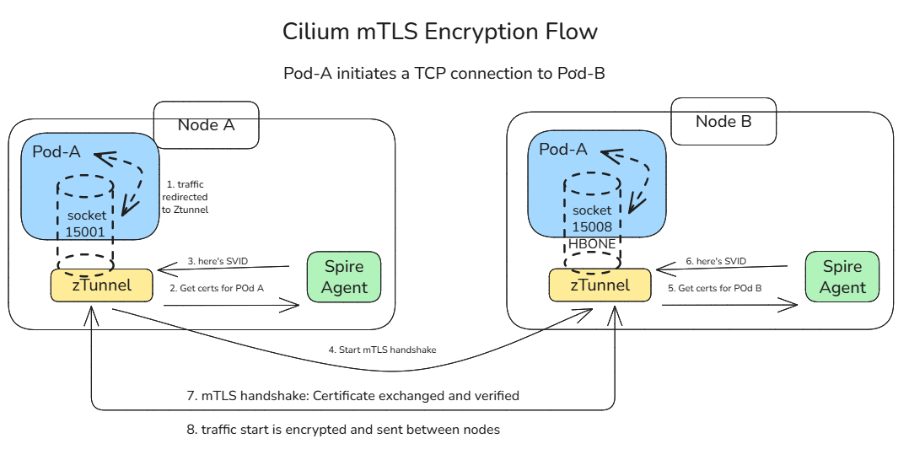 Cilium mTLS Encryption Flow
Pod-A initiates a TCP connection to Pod-B
Node A
Pod-A
1. traffic
redirected
to Ztunnel
socket
15001
3. here's SVID
2. Get certs for POd A
zTunnel
Spire
Agent
Node B
Pod-A
socket
15008
HBONE
6. here's SVID
5. Get certs for POd B
zTunnel
Spire
Agent
4. Start mTLS handshake
7. mTLS handshake: Certificate exchanged and verified
8. traffic start is encrypted and sent between nodes